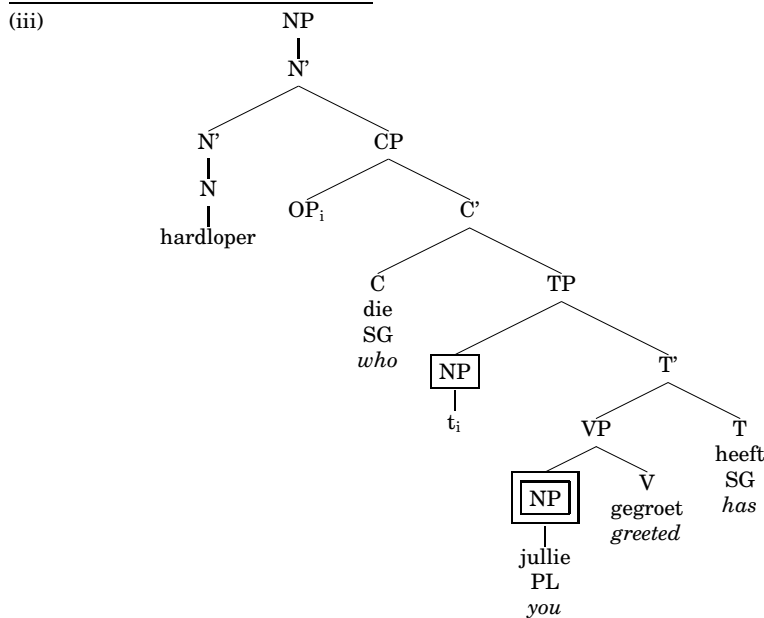 (iii) NP
N'
N' CP
N OPi C'
hardloper
C TP
die
SG
who NP T'
ti VP T
heeft
SG
has
NP V
gegroet
greeted
jullie
PL
you